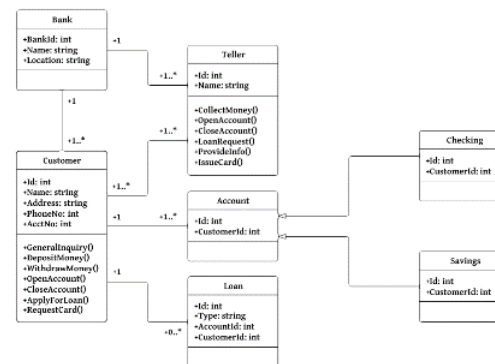 Bank
+BankId: int
+Name: string
+Location: string
+1
+1..*
+1
+1..*
Teller
+Id: int
+Name: string
+CollectMoney()
+OpenAccount()
+CloseAccount()
+LoanRequest()
+ProvideInfo()
+IssueCard()
Customer
+Id: int
+Name: string
+Address: string
+PhoneNo: int
+AcctNo: int
+GeneralInquiry()
+DepositMoney()
+WithdrawMoney()
+OpenAccount()
+CloseAccount()
+ApplyForLoan()
+RequestCard()
+1..*
+1..*
+1
+1..*
+1
+0..*
Account
+Id: int
+CustomerId: int
Loan
+Id: int
+Type: string
+AccountId: int
+CustomerId: int
Checking
+Id: int
+CustomerId: int
Savings
+Id: int
+CustomerId: int